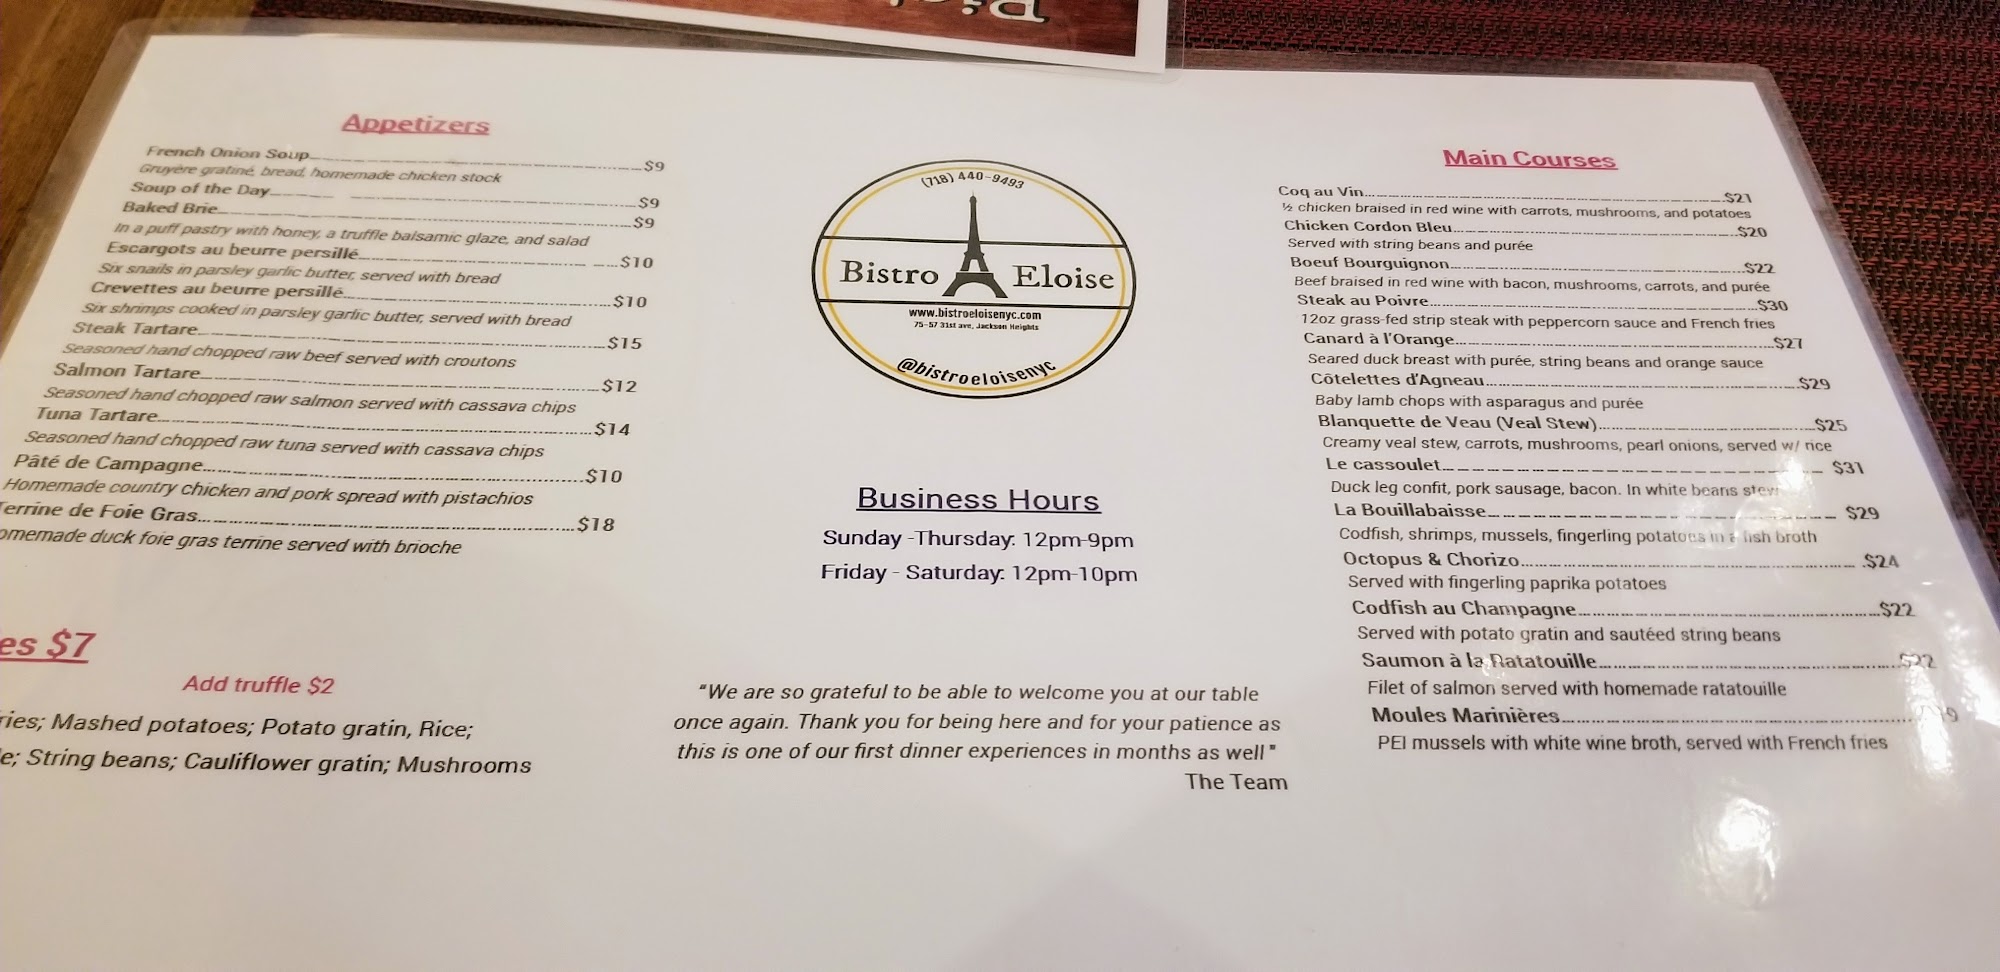 Appetizers
French Onion Soup $9
Gruyère gratiné, bread, homemade chicken stock
Soup of the Day $9
Baked Brie $9
In a puff pastry with honey, a truffle balsamic glaze, and salad
Escargots au beurre persillé $10
Six snails in parsley garlic butter, served with bread
Crevettes au beurre persillé $10
Six shrimps cooked in parsley garlic butter, served with bread
Steak Tartare $15
Seasoned hand chopped raw beef served with croutons
Salmon Tartare $12
Seasoned hand chopped raw salmon served with cassava chips
Tuna Tartare $14
Seasoned hand chopped raw tuna served with cassava chips
Pâté de Campagne $10
Homemade country chicken and pork spread with pistachios
Terrine de Foie Gras $18
omemade duck foie gras terrine served with brioche
es $7
Add truffle $2
ries; Mashed potatoes; Potato gratin, Rice;
e; String beans; Cauliflower gratin; Mushrooms
(718) 440-9493
Bistro Eloise
www.bistroeloisenyc.com
75-57 31st ave, Jackson Heights
@bistroeloisenyc
Business Hours
Sunday -Thursday: 12pm-9pm
Friday - Saturday: 12pm-10pm
"We are so grateful to be able to welcome you at our table
once again. Thank you for being here and for your patience as
this is one of our first dinner experiences in months as well"
The Team
Main Courses
Coq au Vin $21
½ chicken braised in red wine with carrots, mushrooms, and potatoes
Chicken Cordon Bleu $20
Served with string beans and purée
Boeuf Bourguignon $22
Beef braised in red wine with bacon, mushrooms, carrots, and purée
Steak au Poivre $30
12oz grass-fed strip steak with peppercorn sauce and French fries
Canard à l'Orange $27
Seared duck breast with purée, string beans and orange sauce
Côtelettes d'Agneau $29
Baby lamb chops with asparagus and purée
Blanquette de Veau (Veal Stew) $25
Creamy veal stew, carrots, mushrooms, pearl onions, served w/ rice
Le cassoulet $31
Duck leg confit, pork sausage, bacon. In white beans stew
La Bouillabaisse $29
Codfish, shrimps, mussels, fingerling potatoes in a fish broth
Octopus & Chorizo $24
Served with fingerling paprika potatoes
Codfish au Champagne $22
Served with potato gratin and sautéed string beans
Saumon à la Ratatouille $22
Filet of salmon served with homemade ratatouille
Moules Marinières
PEI mussels with white wine broth, served with French fries